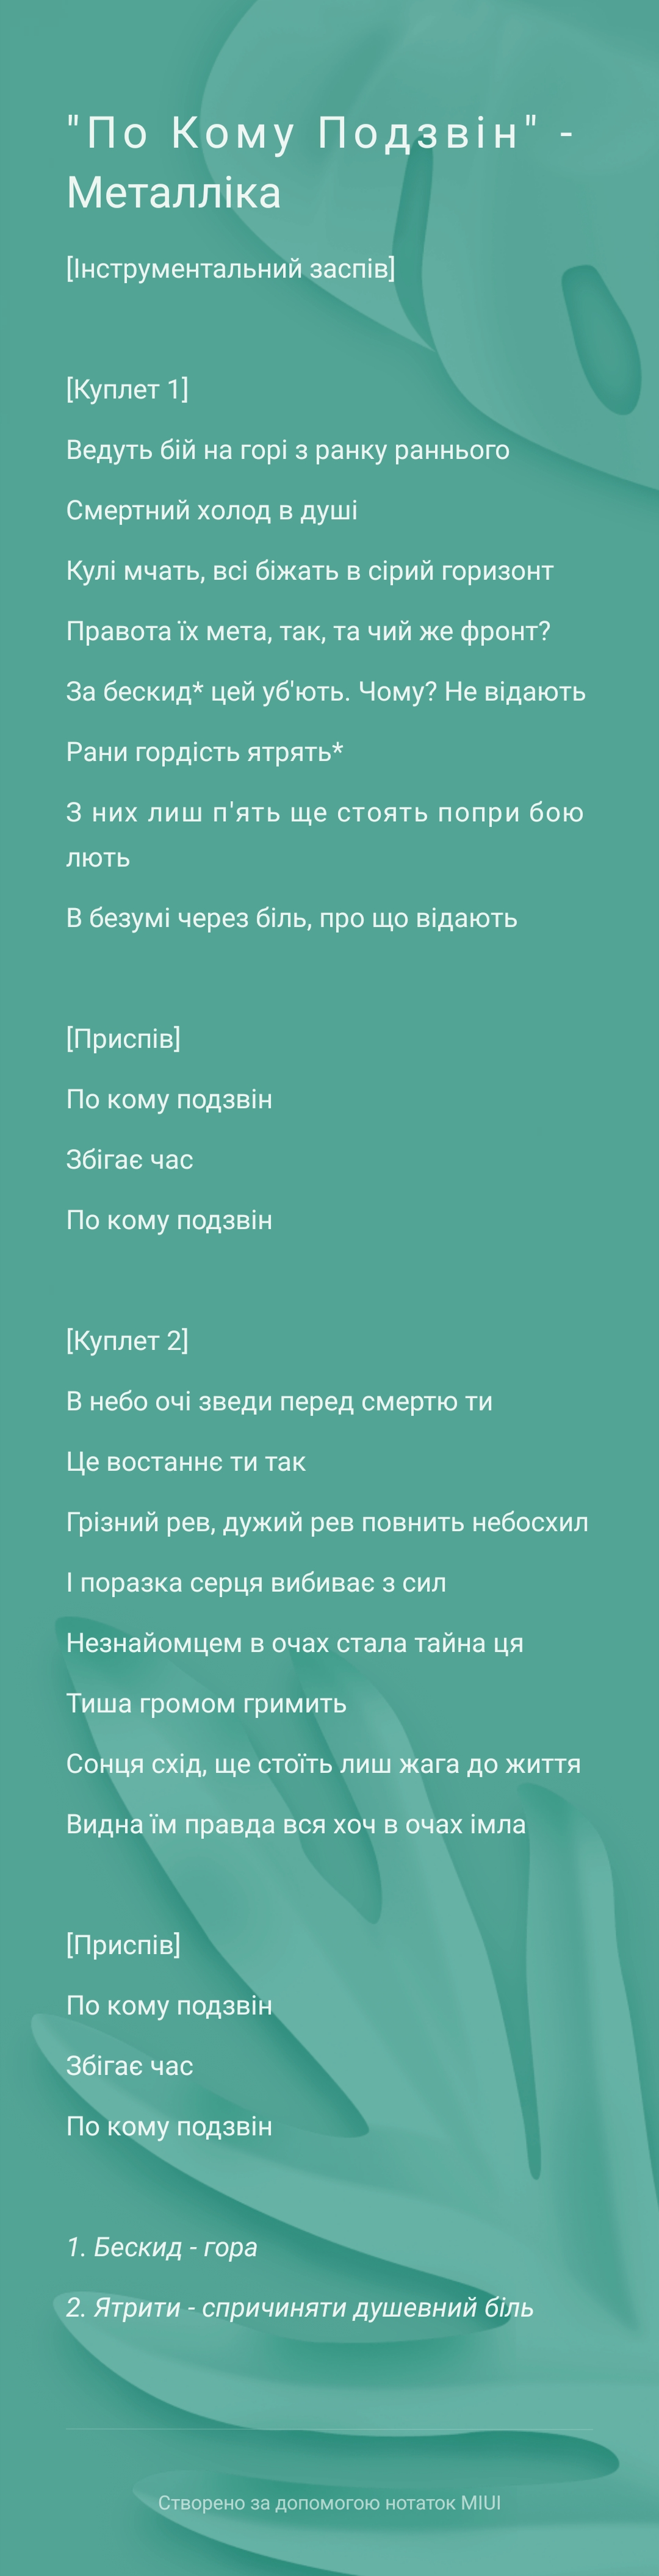 "По Кому Подзвін" -
Металліка
[Інструментальний заспів]
[Куплет 1]
Ведуть бій на горі з ранку раннього
Смертний холод в душі
Кулі мчать, всі біжать в сірий горизонт
Правота їх мета, так, та чий же фронт?
За бескид* цей уб'ють. Чому? Не відають
Рани гордість ятрять*
З них лиш п'ять ще стоять попри бою
лють
В безумі через біль, про що відають
[Приспів]
По кому подзвін
Збігає час
По кому подзвін
[Куплет 2]
В небо очі зведи перед смертю ти
Це востаннє ти так
Грізний рев, дужий рев повнить небосхил
І поразка серця вибиває з сил
Незнайомцем в очах стала тайна ця
Тиша громом гримить
Сонця схід, ще стоїть лиш жага до життя
Видна їм правда вся хоч в очах імла
[Приспів]
По кому подзвін
Збігає час
По кому подзвін
1. Бескид - гора
2. Ятрити - спричиняти душевний біль
Створено за допомогою нотаток MIUI